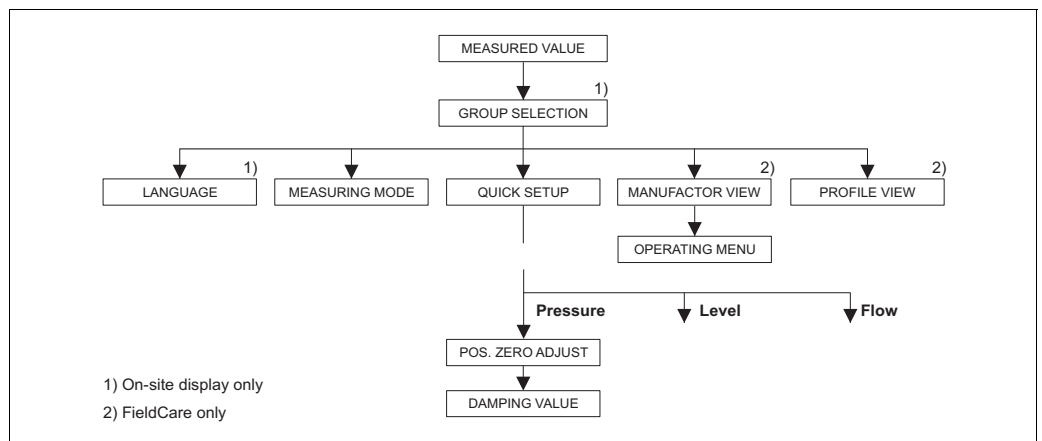 MEASURED VALUE
1)
GROUP SELECTION
1)
2)
2)
LANGUAGE
MEASURING MODE
QUICK SETUP
MANUFACTOR VIEW
PROFILE VIEW
OPERATING MENU
Pressure
Level
Flow
POS. ZERO ADJUST
DAMPING VALUE
1) On-site display only
2) FieldCare only